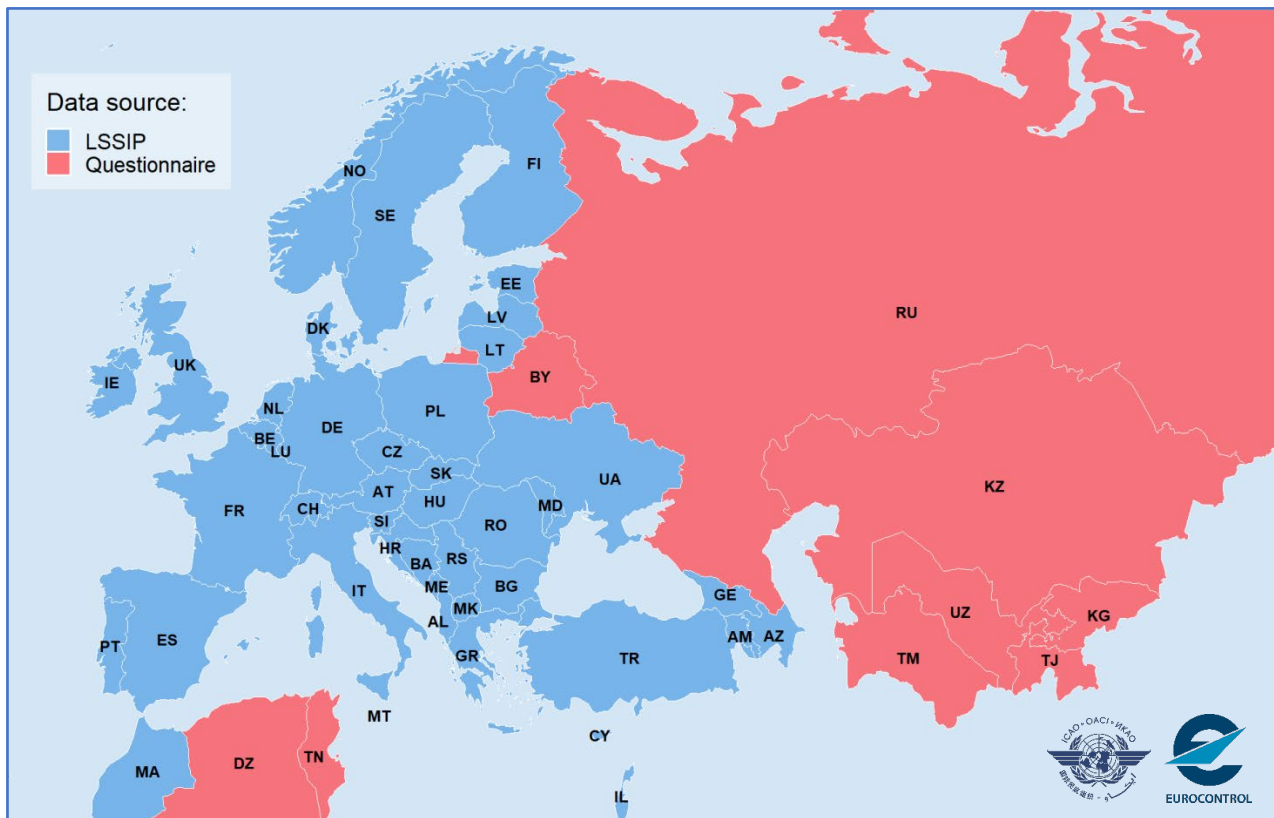 Data source:
LSSIP
Questionnaire
NO
FI
SE
EE
RU
LV
DK
LT
UK
BY
IE
NL
PL
DE
BE
LU
CZ
SK
UA
KZ
AT
HU
MD
FR
CH
SI
RO
HR
BA
RS
BG
ME
IT
GE
MK
UZ
KG
AL
AM
AZ
PT
ES
GR
TR
TM
TJ
MT
CY
TN
DZ
MA
IL
ICAO • OACI • ИКАО
EUROCONTROL